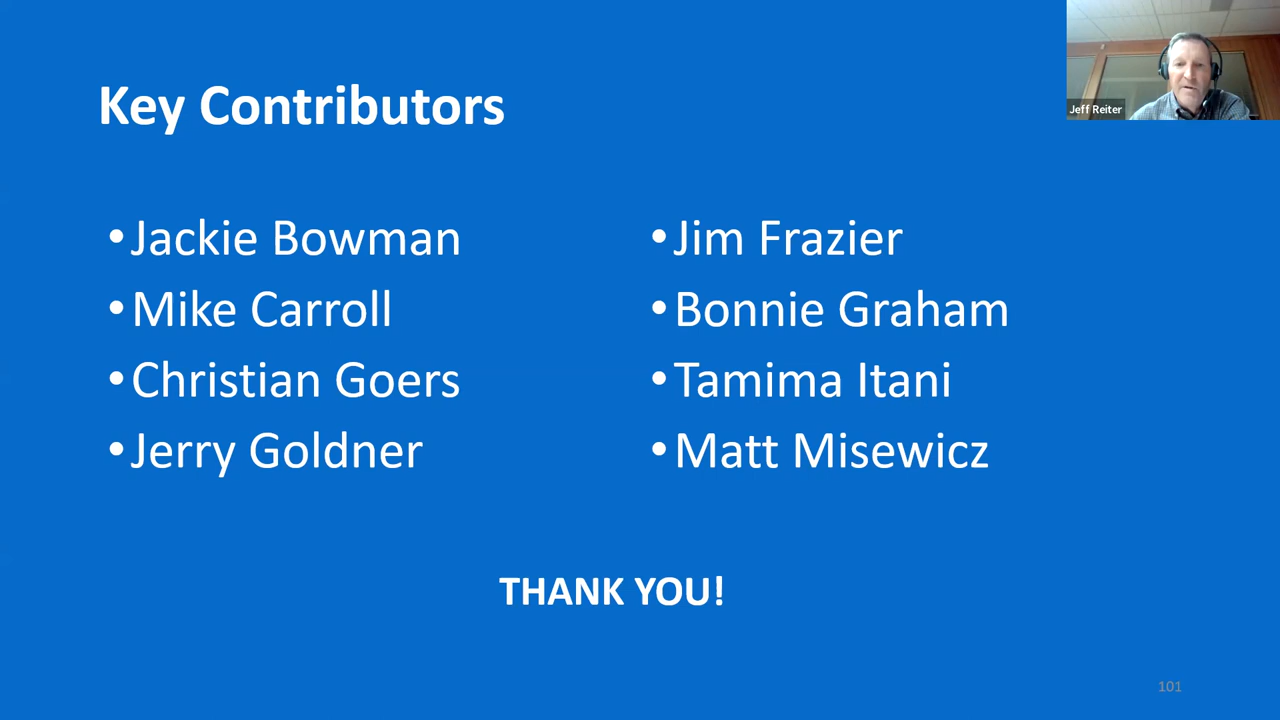 Jeff Reiter
Key Contributors
•Jackie Bowman
•Mike Carroll
•Christian Goers
•Jerry Goldner
•Jim Frazier
•Bonnie Graham
•Tamima Itani
•Matt Misewicz
THANK YOU!
101